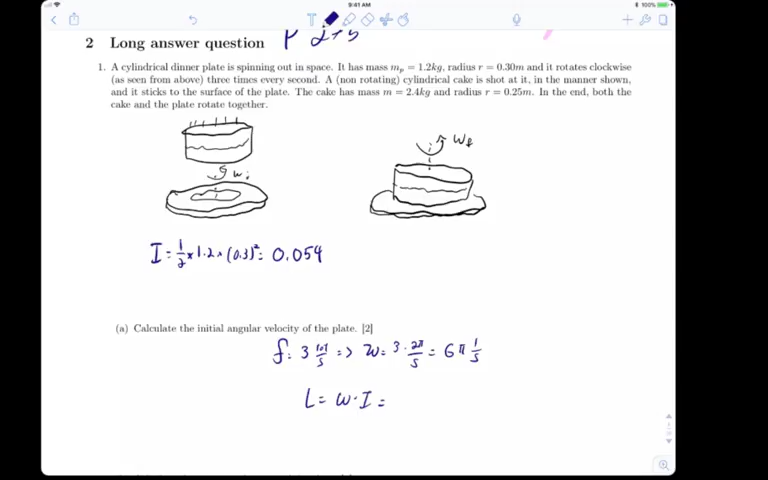 9:41 AM
100%
2 Long answer question
1. A cylindrical dinner plate is spinning out in space. It has mass mₚ = 1.2kg, radius r = 0.30m and it rotates clockwise
(as seen from above) three times every second. A (non rotating) cylindrical cake is shot at it, in the manner shown,
and it sticks to the surface of the plate. The cake has mass m = 2.4kg and radius r = 0.25m. In the end, both the
cake and the plate rotate together.
ωᵢ
ω_f
I = 1/2 × 1.2 × (0.3)² = 0.054
(a) Calculate the initial angular velocity of the plate. [2]
f = 3 rot/s => ω = 3 · 2π/s = 6π 1/s
L = ω · I =